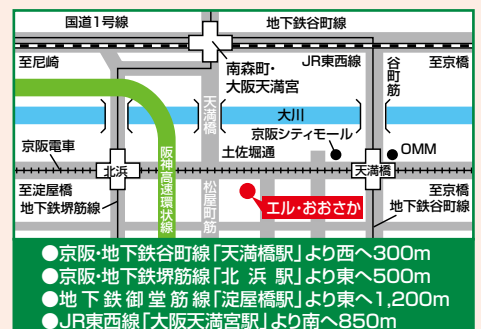 国道1号線
地下鉄谷町線
至尼崎
南森町・
大阪天満宮
JR東西線
谷町筋
至京橋
天満橋
大川
京阪シティモール
京阪電車
土佐堀通
OMM
北浜
阪神高速環状線
天満橋
至淀屋橋
地下鉄堺筋線
松屋町筋
エル・おおさか
至京橋
地下鉄谷町線
●京阪・地下鉄谷町線「天満橋駅」より西へ300m
●京阪・地下鉄堺筋線「北浜駅」より東へ500m
●地下鉄御堂筋線「淀屋橋駅」より東へ1,200m
●JR東西線「大阪天満宮駅」より南へ850m